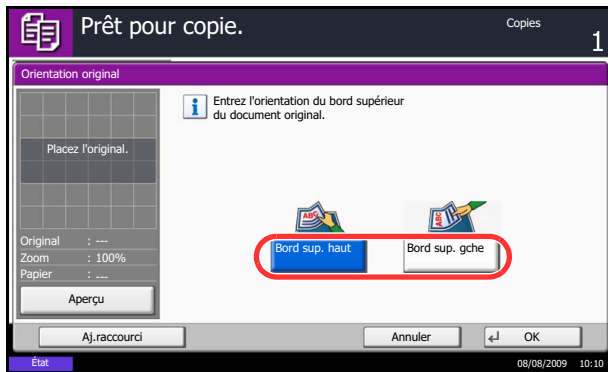 Prêt pour copie.
Copies
1
Orientation original
Entrez l'orientation du bord supérieur
du document original.
Placez l'original.
ABC
ABC
Bord sup. haut
Bord sup. gche
Original : ---
Zoom : 100%
Papier : ---
Aperçu
Aj.raccourci
Annuler
OK
État
08/08/2009 10:10